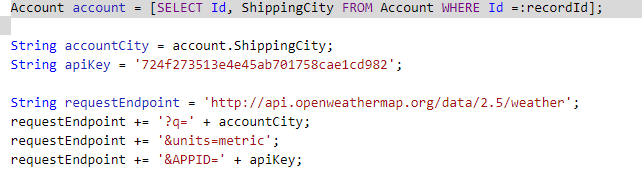 Account account = [SELECT Id, ShippingCity FROM Account WHERE Id =:recordId];
String accountCity = account.ShippingCity;
String apiKey = '724f273513e4e45ab701758cae1cd982';
String requestEndpoint = 'http://api.openweathermap.org/data/2.5/weather';
requestEndpoint += '?q=' + accountCity;
requestEndpoint += '&units=metric';
requestEndpoint += '&APPID=' + apiKey;